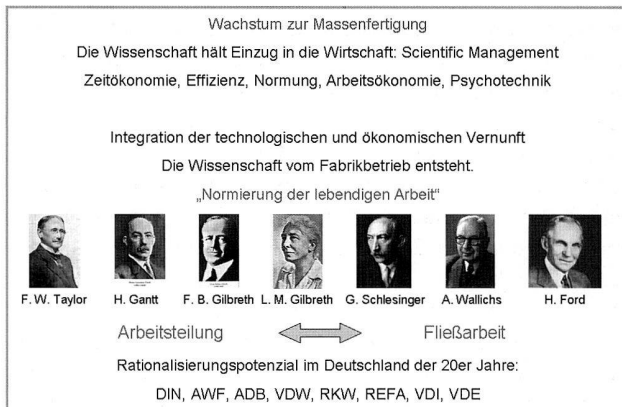 Wachstum zur Massenfertigung
Die Wissenschaft hält Einzug in die Wirtschaft: Scientific Management
Zeitökonomie, Effizienz, Normung, Arbeitsökonomie, Psychotechnik
Integration der technologischen und ökonomischen Vernunft
Die Wissenschaft vom Fabrikbetrieb entsteht.
„Normierung der lebendigen Arbeit“
F. W. Taylor H. Gantt F. B. Gilbreth L. M. Gilbreth G. Schlesinger A. Wallichs H. Ford
Arbeitsteilung Fließarbeit
Rationalisierungspotenzial im Deutschland der 20er Jahre:
DIN, AWF, ADB, VDW, RKW, REFA, VDI, VDE